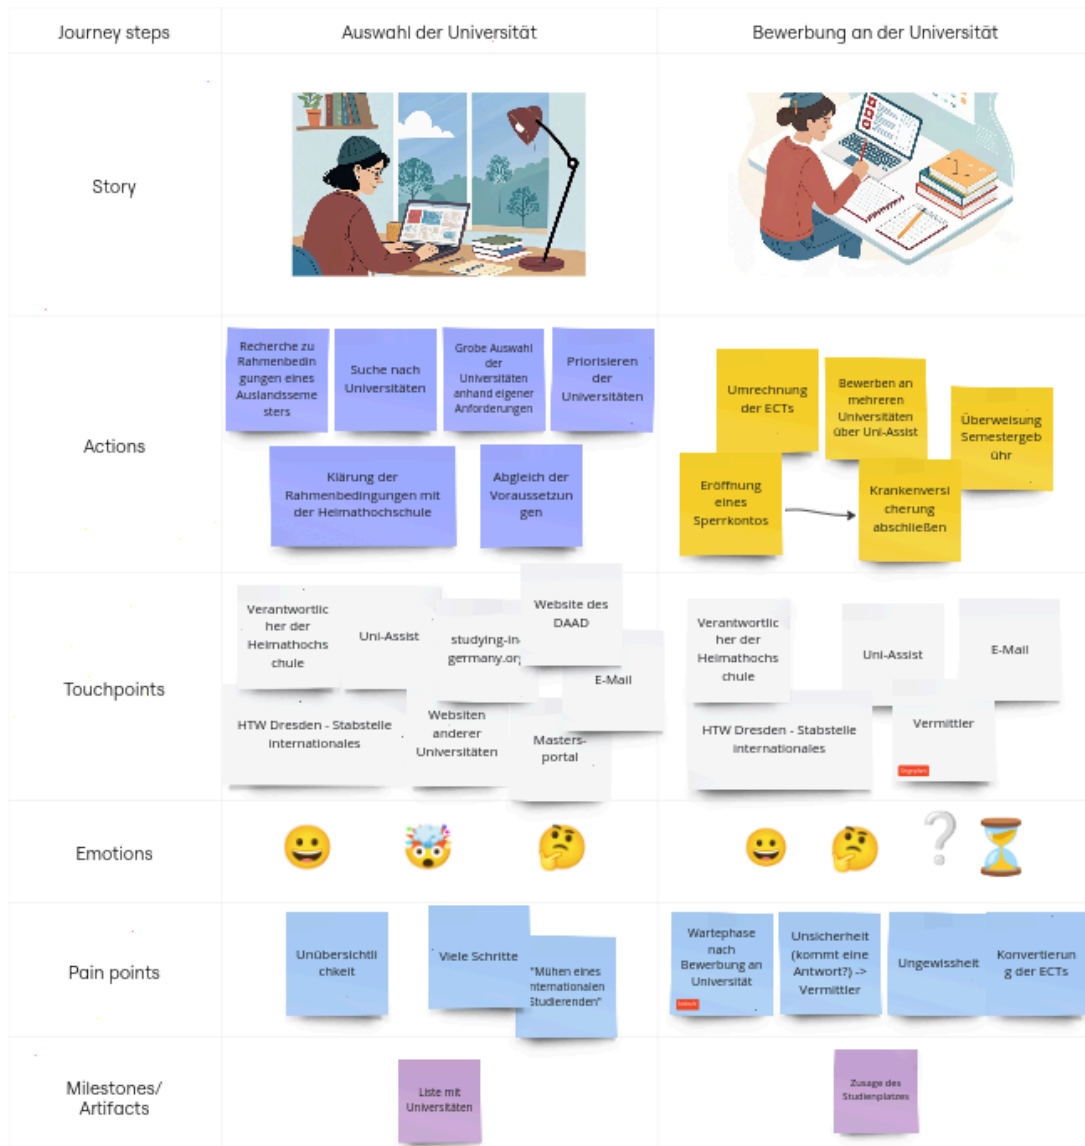 Journey steps
Auswahl der Universität
Bewerbung an der Universität
Story
Actions
Recherche zu
Rahmenbedin
gungen eines
Auslandsseme
sters
Suche nach
Universitäten
Grobe Auswahl
der
Universitäten
anhand eigener
Anforderungen
Priorisieren
der
Universitäten
Klärung der
Rahmenbedingungen mit
der Heimathochschule
Abgleich der
Voraussetzun
gen
Umrechnung
der ECTs
Bewerben an
mehreren
Universitäten
über Uni-Assist
Überweisung
Semestergeb
ühr
Eröffnung
eines
Sperrkontos
Krankenversi
cherung
abschließen
Touchpoints
Verantwortlic
her der
Heimathochs
chule
Uni-Assist
studying-in-
germany.org
Website des
DAAD
E-Mail
HTW Dresden - Stabstelle
internationales
Websiten
anderer
Universitäten
Masters-
portal
Verantwortlic
her der
Heimathochs
chule
Uni-Assist
E-Mail
HTW Dresden - Stabstelle
internationales
Vermittler
Emotions
Pain points
Unübersichtli
chkeit
Viele Schritte
"Mühen eines
internationalen
Studierenden"
Wartephase
nach
Bewerbung an
Universität
Unsicherheit
(kommt eine
Antwort?) ->
Vermittler
Ungewissheit
Konvertierun
g der ECTs
Milestones/
Artifacts
Liste mit
Universitäten
Zusage des
Studienplatzes